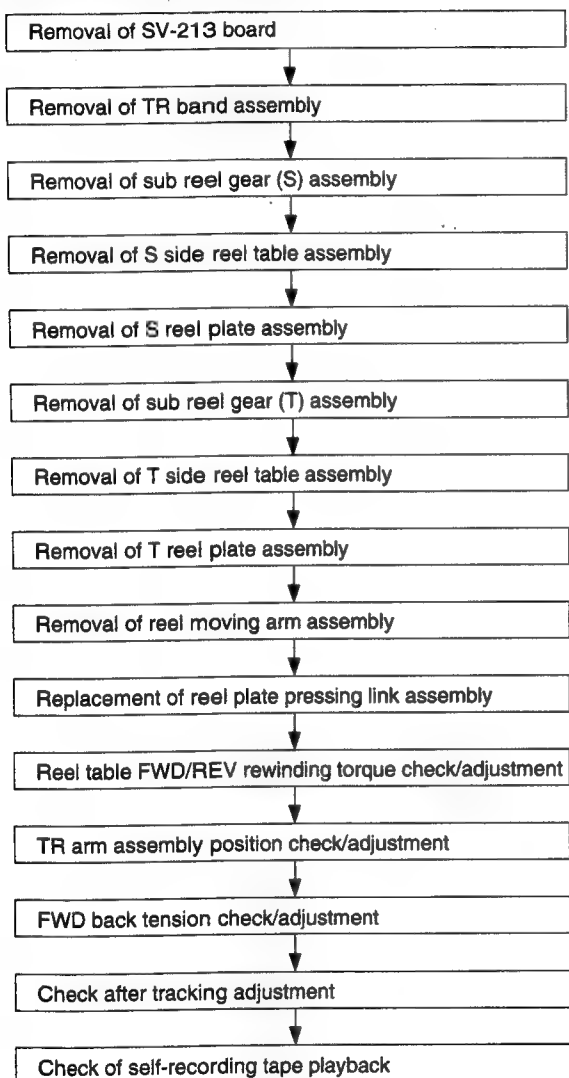 Removal of SV-213 board
Removal of TR band assembly
Removal of sub reel gear (S) assembly
Removal of S side reel table assembly
Removal of S reel plate assembly
Removal of sub reel gear (T) assembly
Removal of T side reel table assembly
Removal of T reel plate assembly
Removal of reel moving arm assembly
Replacement of reel plate pressing link assembly
Reel table FWD/REV rewinding torque check/adjustment
TR arm assembly position check/adjustment
FWD back tension check/adjustment
Check after tracking adjustment
Check of self-recording tape playback